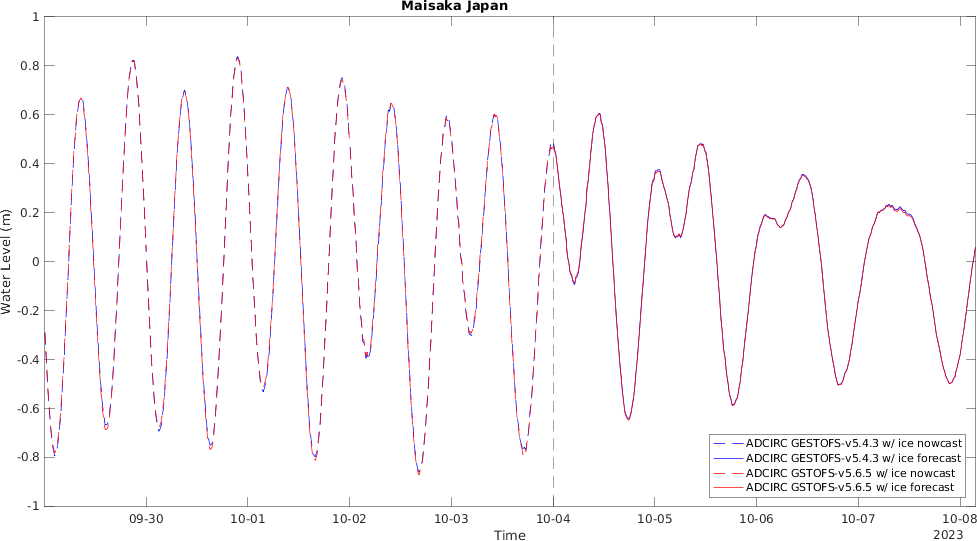 Maisaka Japan
1
0.8
0.6
0.4
0.2
0
-0.2
-0.4
-0.6
-0.8
-1
Water Level (m)
ADCIRC GESTOFS-v5.4.3 w/ ice nowcast
ADCIRC GESTOFS-v5.4.3 w/ ice forecast
ADCIRC GSTOFS-v5.6.5 w/ ice nowcast
ADCIRC GSTOFS-v5.6.5 w/ ice forecast
09-30 10-01 10-02 10-03 10-04 10-05 10-06 10-07 10-08
Time 2023